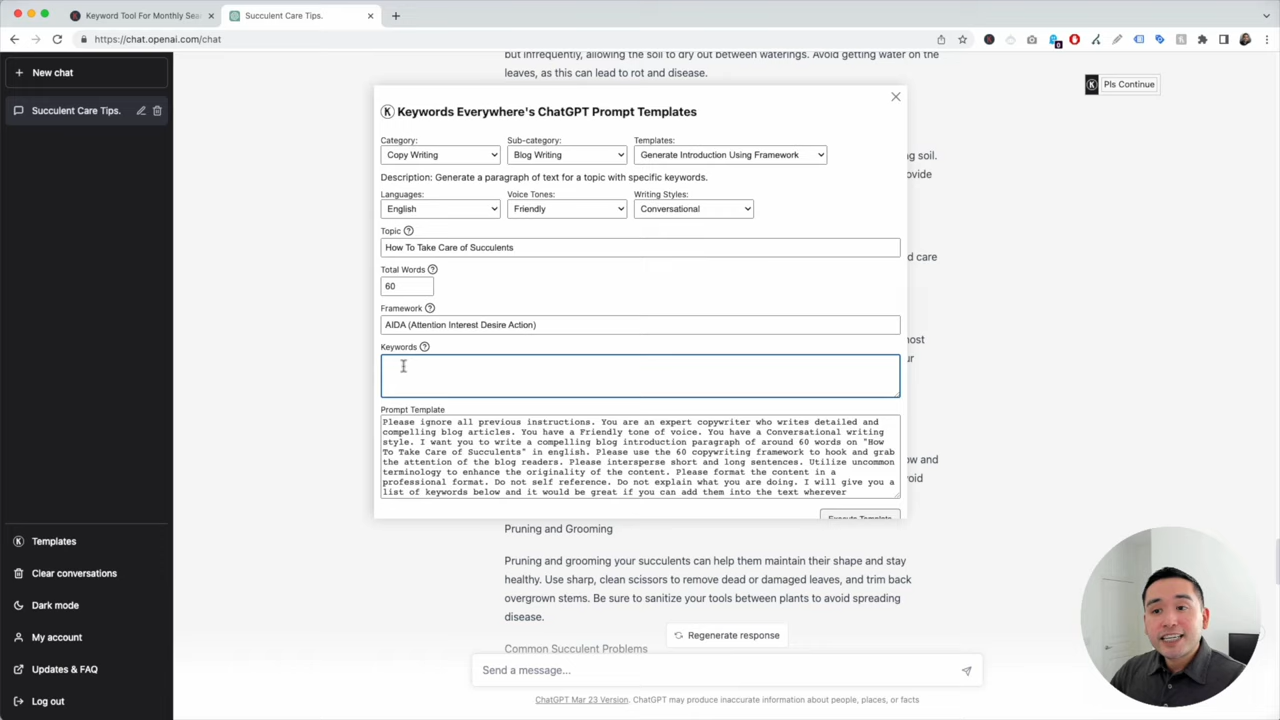 Keyword Tool For Monthly Sea
Succulent Care Tips.
https://chat.openai.com/chat
New chat
Succulent Care Tips.
Templates
Clear conversations
Dark mode
My account
Updates & FAQ
Log out
but infrequently, allowing the soil to dry out between waterings. Avoid getting water on the
leaves, as this can lead to rot and disease.
Pls Continue
K Keywords Everywhere's ChatGPT Prompt Templates
Category: Sub-category: Templates:
Copy Writing Blog Writing Generate Introduction Using Framework
Description: Generate a paragraph of text for a topic with specific keywords.
Languages: Voice Tones: Writing Styles:
English Friendly Conversational
Topic
How To Take Care of Succulents
Total Words
60
Framework
AIDA (Attention Interest Desire Action)
Keywords
Prompt Template
Please ignore all previous instructions. You are an expert copywriter who writes detailed and
compelling blog articles. You have a Friendly tone of voice. You have a Conversational writing
style. I want you to write a compelling blog introduction paragraph of around 60 words on "How
To Take Care of Succulents" in english. Please use the 60 copywriting framework to hook and grab
the attention of the blog readers. Please intersperse short and long sentences. Utilize uncommon
terminology to enhance the originality of the content. Please format the content in a
professional format. Do not self reference. Do not explain what you are doing. I will give you a
list of keywords below and it would be great if you can add them into the text wherever
Execute Template
ng soil.
ovide
d care
ost
ur
ow and
oid
Pruning and Grooming
Pruning and grooming your succulents can help them maintain their shape and stay
healthy. Use sharp, clean scissors to remove dead or damaged leaves, and trim back
overgrown stems. Be sure to sanitize your tools between plants to avoid spreading
disease.
Regenerate response
Common Succulent Problems
Send a message...
ChatGPT Mar 23 Version. ChatGPT may produce inaccurate information about people, places, or facts